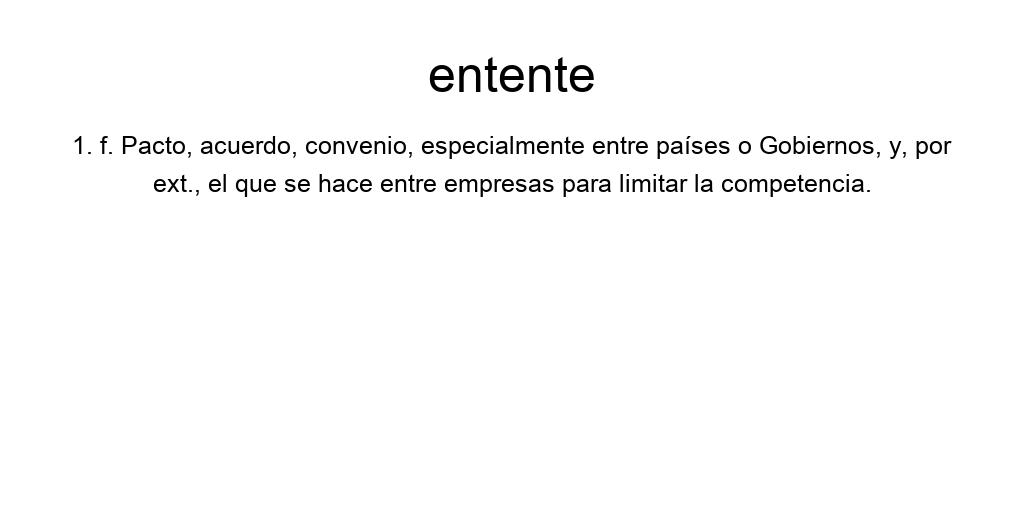 entente
1. f. Pacto, acuerdo, convenio, especialmente entre países o Gobiernos, y, por
ext., el que se hace entre empresas para limitar la competencia.